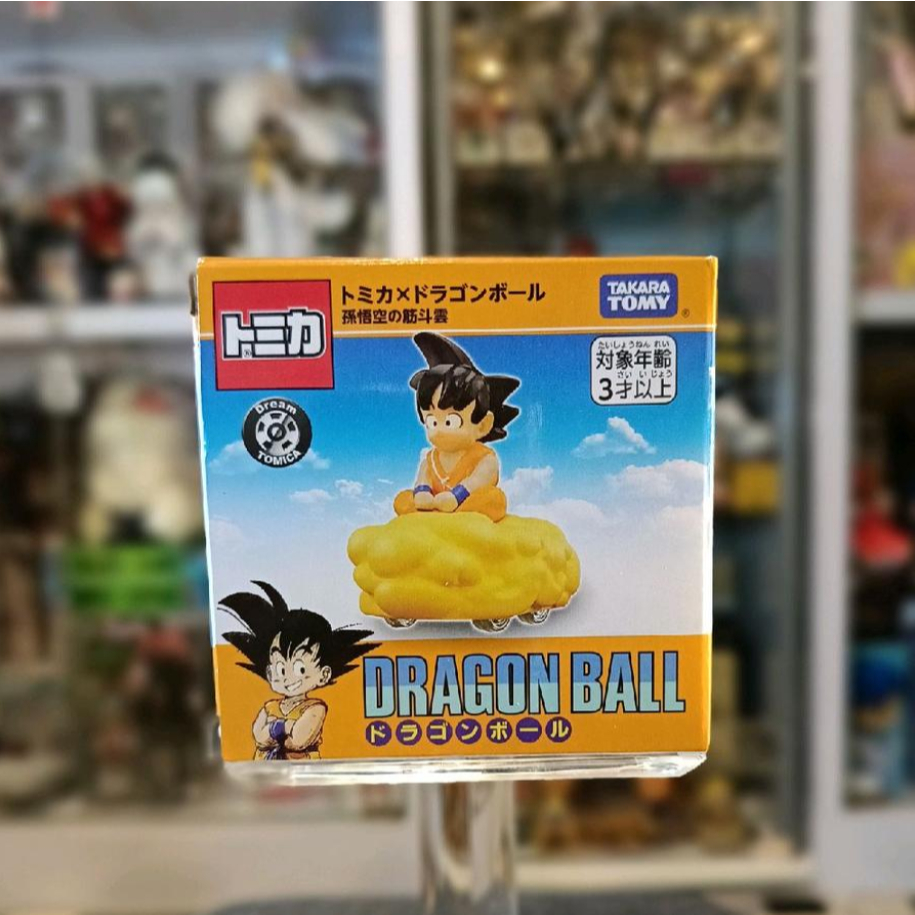 トミカ
トミカ×ドラゴンボール
孫悟空の筋斗雲
TAKARA
TOMY
®
たいしょうねんれい
対象年齢
さいいじょう
3才以上
Dream
TOMICA
DRAGON BALL
ドラゴンボール